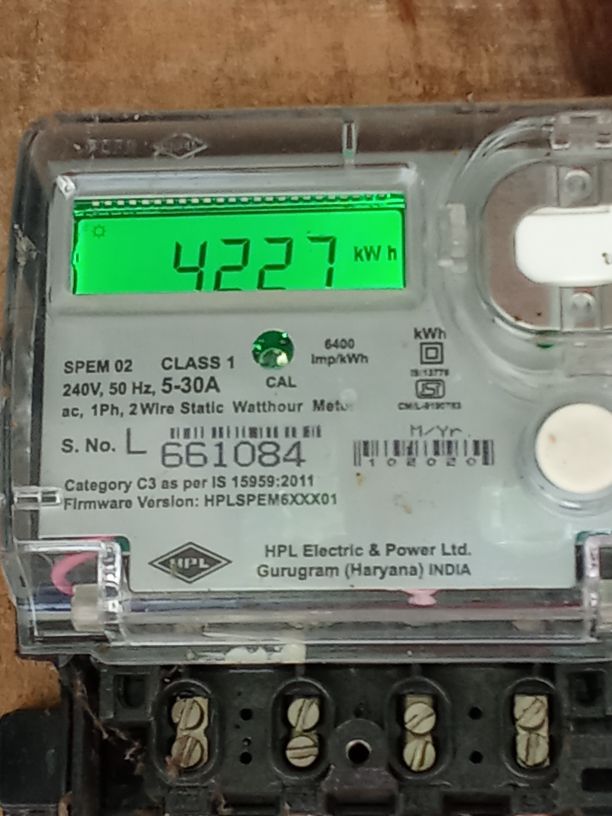 4227 kWh
6400
Imp/kWh
kWh
SPEM 02 CLASS 1
240V, 50 Hz, 5-30A
CAL
IS:13779
ac, 1Ph, 2 Wire Static Watthour
M/Yr.
S. No. L 661084
102020
Category C3 as per IS 15959:2011
Firmware Version: HPLSPEM6XXX01
HPL
HPL Electric & Power Ltd.
Gurugram (Haryana) INDIA